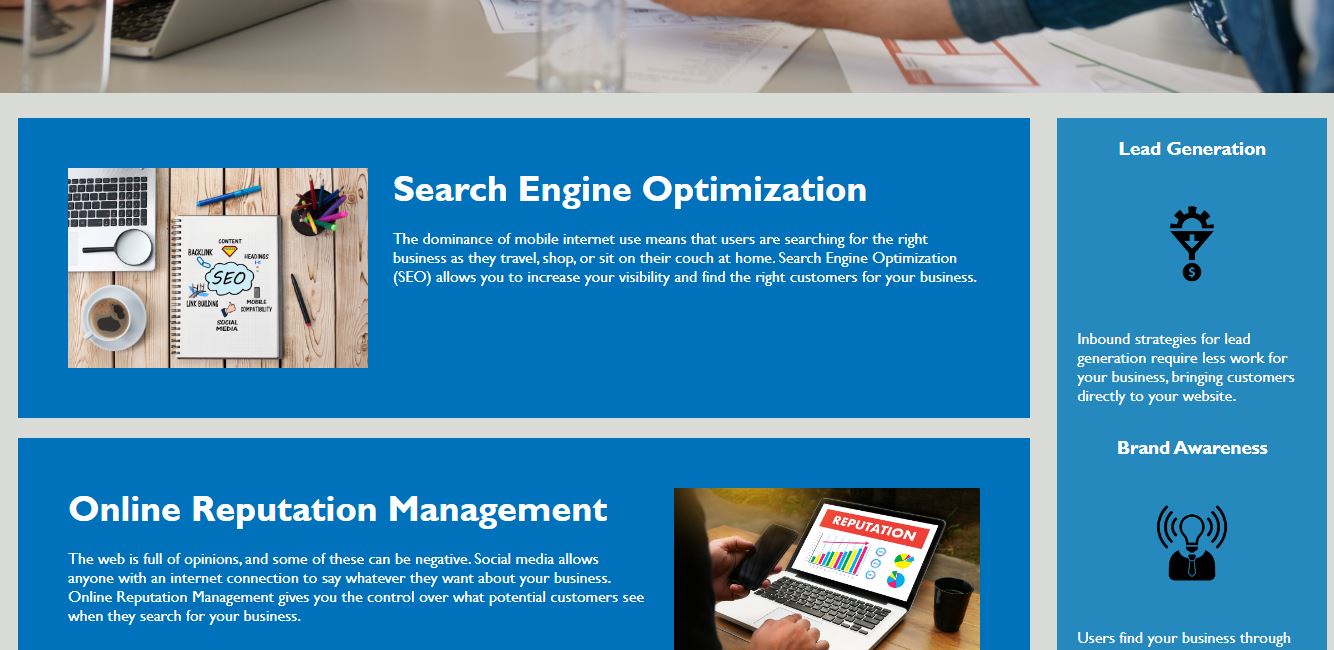 Search Engine Optimization
The dominance of mobile internet use means that users are searching for the right
business as they travel, shop, or sit on their couch at home. Search Engine Optimization
(SEO) allows you to increase your visibility and find the right customers for your business.
CONTENT
BACKLINK
HEADINGS
SEO
LINK BUILDING
MOBILE
COMPATIBILITY
SOCIAL
MEDIA
Online Reputation Management
The web is full of opinions, and some of these can be negative. Social media allows
anyone with an internet connection to say whatever they want about your business.
Online Reputation Management gives you the control over what potential customers see
when they search for your business.
REPUTATION
Lead Generation
$
Inbound strategies for lead
generation require less work for
your business, bringing customers
directly to your website.
Brand Awareness
Users find your business through